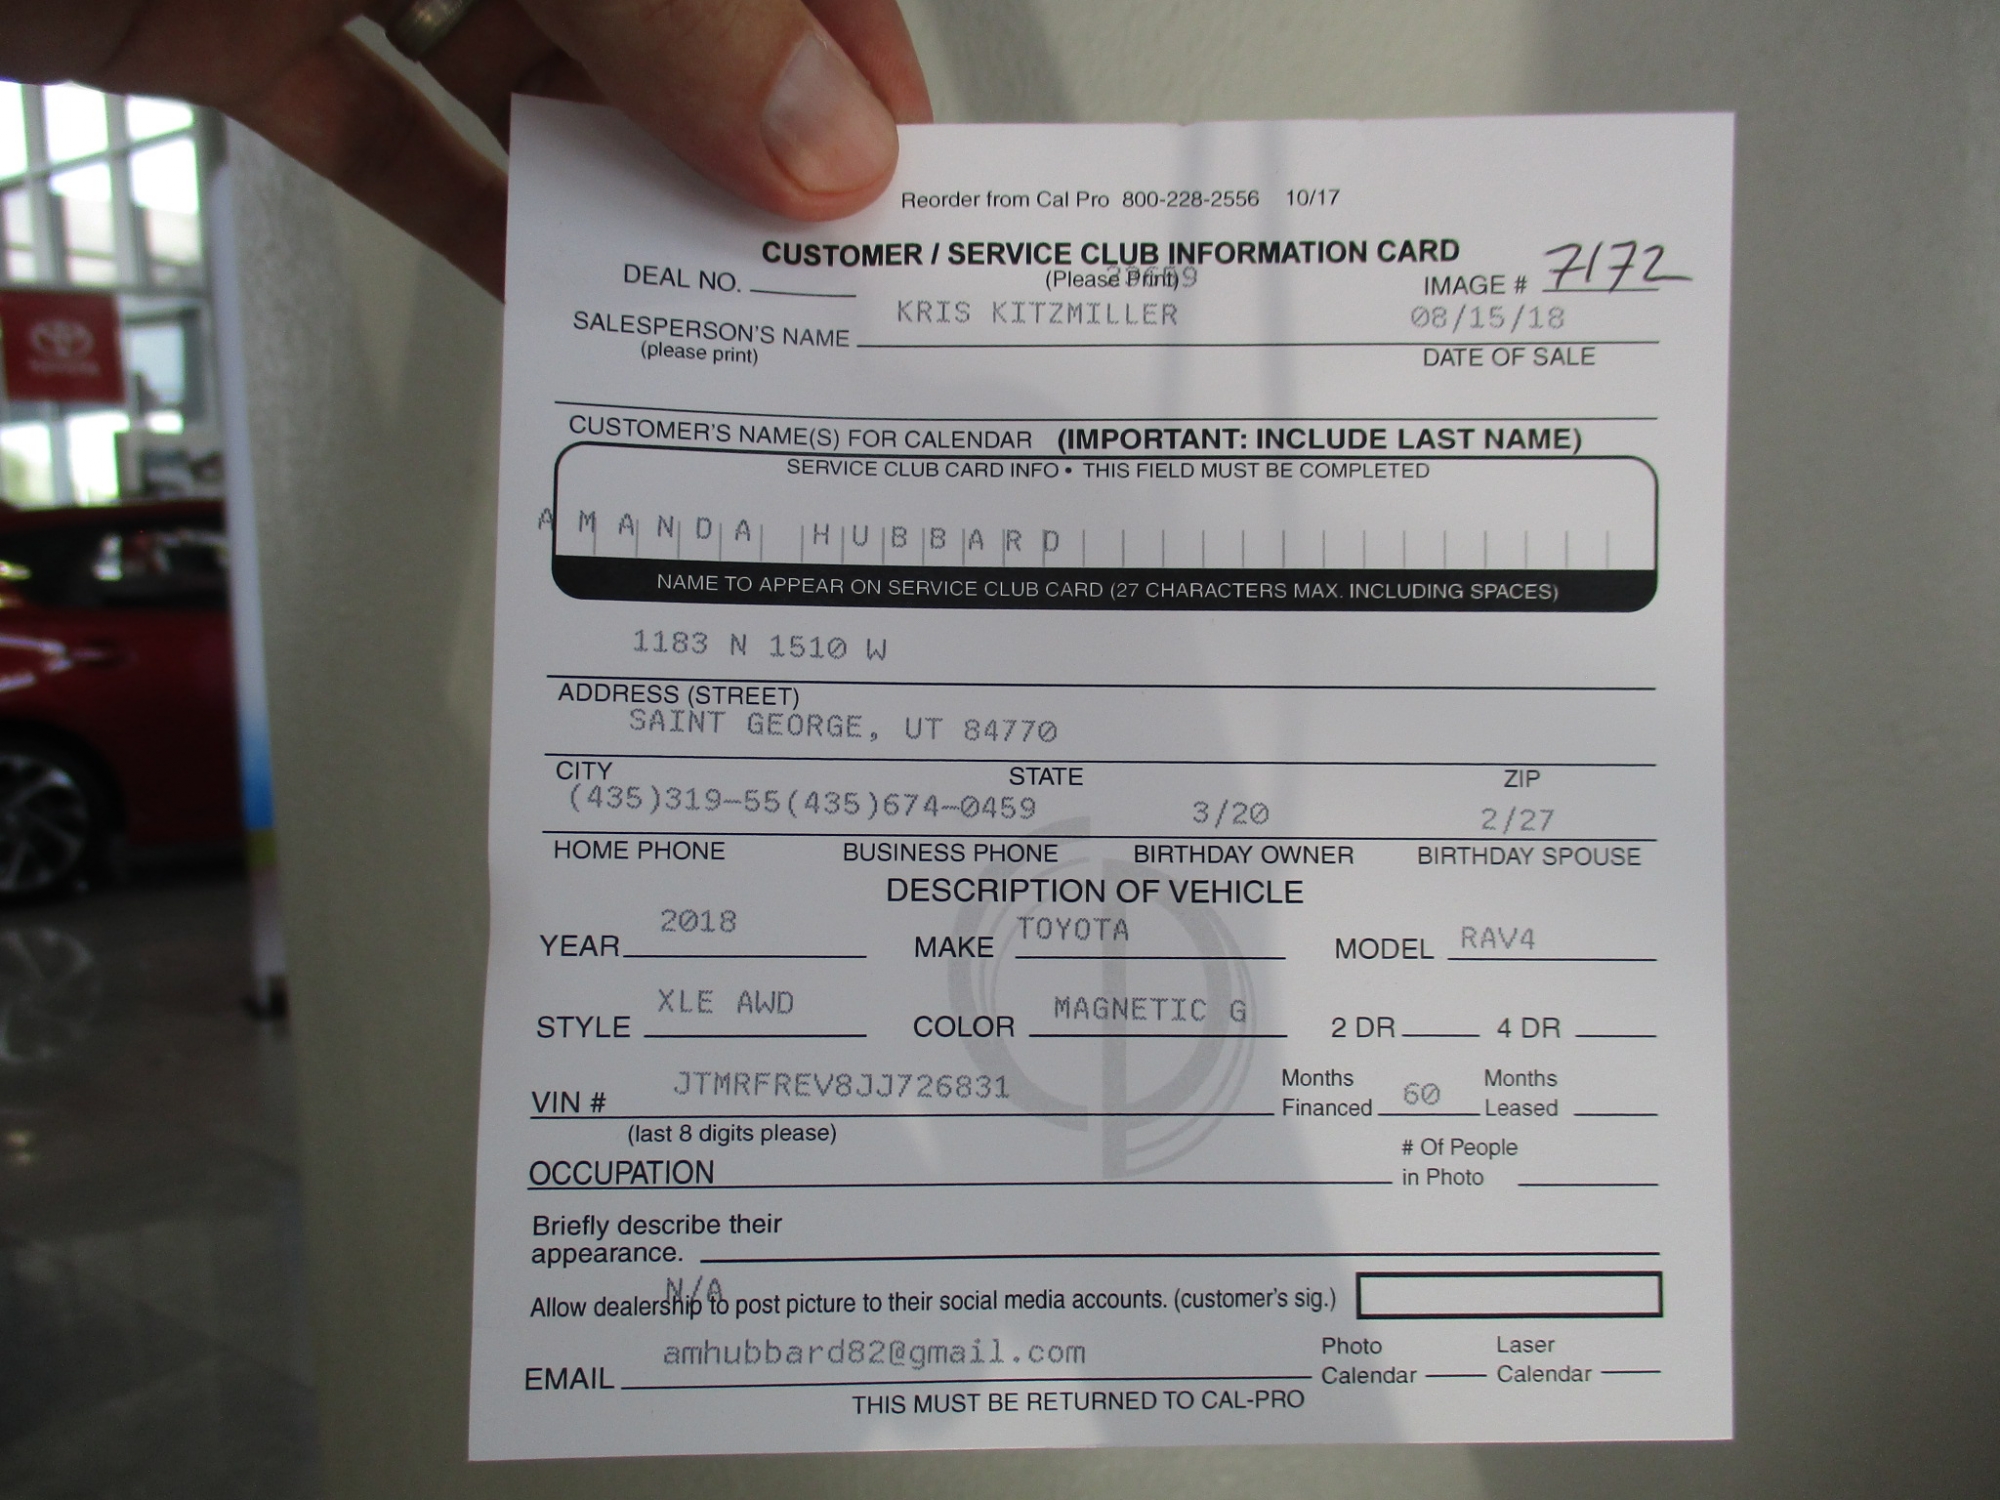 Reorder from Cal Pro 800-228-2556 10/17
CUSTOMER / SERVICE CLUB INFORMATION CARD
DEAL NO. (Please Print) IMAGE # 7172
KRIS KITZMILLER 08/15/18
SALESPERSON'S NAME DATE OF SALE
(please print)
CUSTOMER'S NAME(S) FOR CALENDAR (IMPORTANT: INCLUDE LAST NAME)
SERVICE CLUB CARD INFO • THIS FIELD MUST BE COMPLETED
AMANDA HUBBARD
NAME TO APPEAR ON SERVICE CLUB CARD (27 CHARACTERS MAX. INCLUDING SPACES)
1183 N 1510 W
ADDRESS (STREET)
SAINT GEORGE, UT 84770
CITY STATE ZIP
(435)319-55(435)674-0459 3/20 2/27
HOME PHONE BUSINESS PHONE BIRTHDAY OWNER BIRTHDAY SPOUSE
DESCRIPTION OF VEHICLE
YEAR 2018 MAKE TOYOTA MODEL RAV4
STYLE XLE AWD COLOR MAGNETIC G 2 DR 4 DR
VIN # JTMRFREV8JJ726831 Months Financed 60 Months Leased
(last 8 digits please)
OCCUPATION # Of People in Photo
Briefly describe their
appearance.
N/A
Allow dealership to post picture to their social media accounts. (customer's sig.)
EMAIL amhubbard82@gmail.com Photo Calendar Laser Calendar
THIS MUST BE RETURNED TO CAL-PRO
TOYOTA